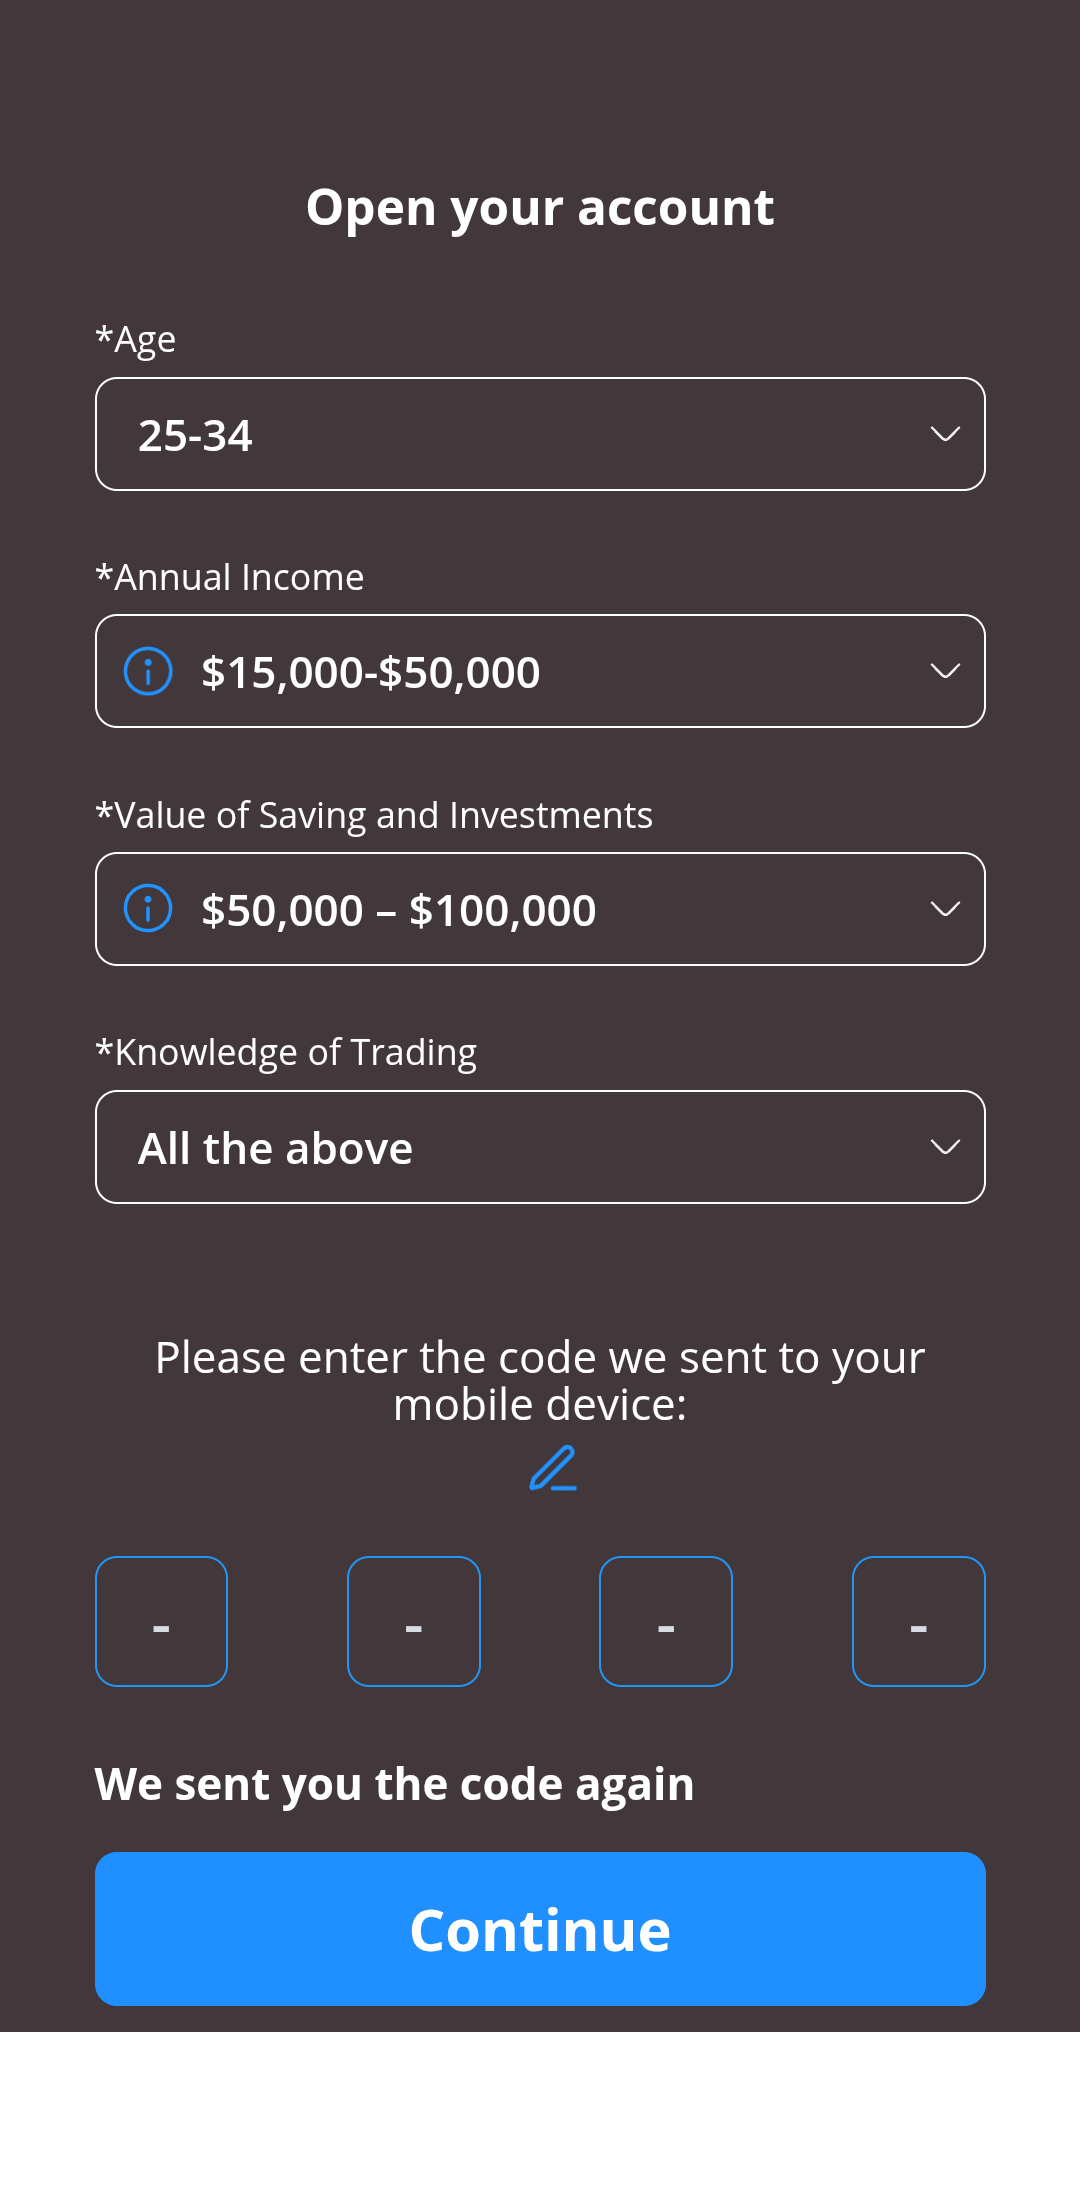 Open your account
*Age
25-34
*Annual Income
$15,000-$50,000
*Value of Saving and Investments
$50,000 – $100,000
*Knowledge of Trading
All the above
Please enter the code we sent to your
mobile device:
- - - -
We sent you the code again
Continue